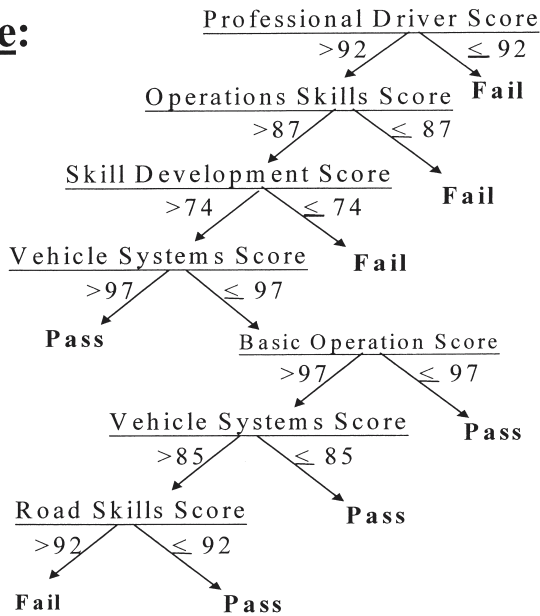 e:
Professional Driver Score
>92 ≤ 92
Fail
Operations Skills Score
>87 ≤ 87
Skill Development Score
Fail
>74 ≤ 74
Vehicle Systems Score
Fail
>97 ≤ 97
Pass
Basic Operation Score
>97 ≤ 97
Vehicle Systems Score
Pass
>85 ≤ 85
Road Skills Score
Pass
>92 ≤ 92
Fail
Pass